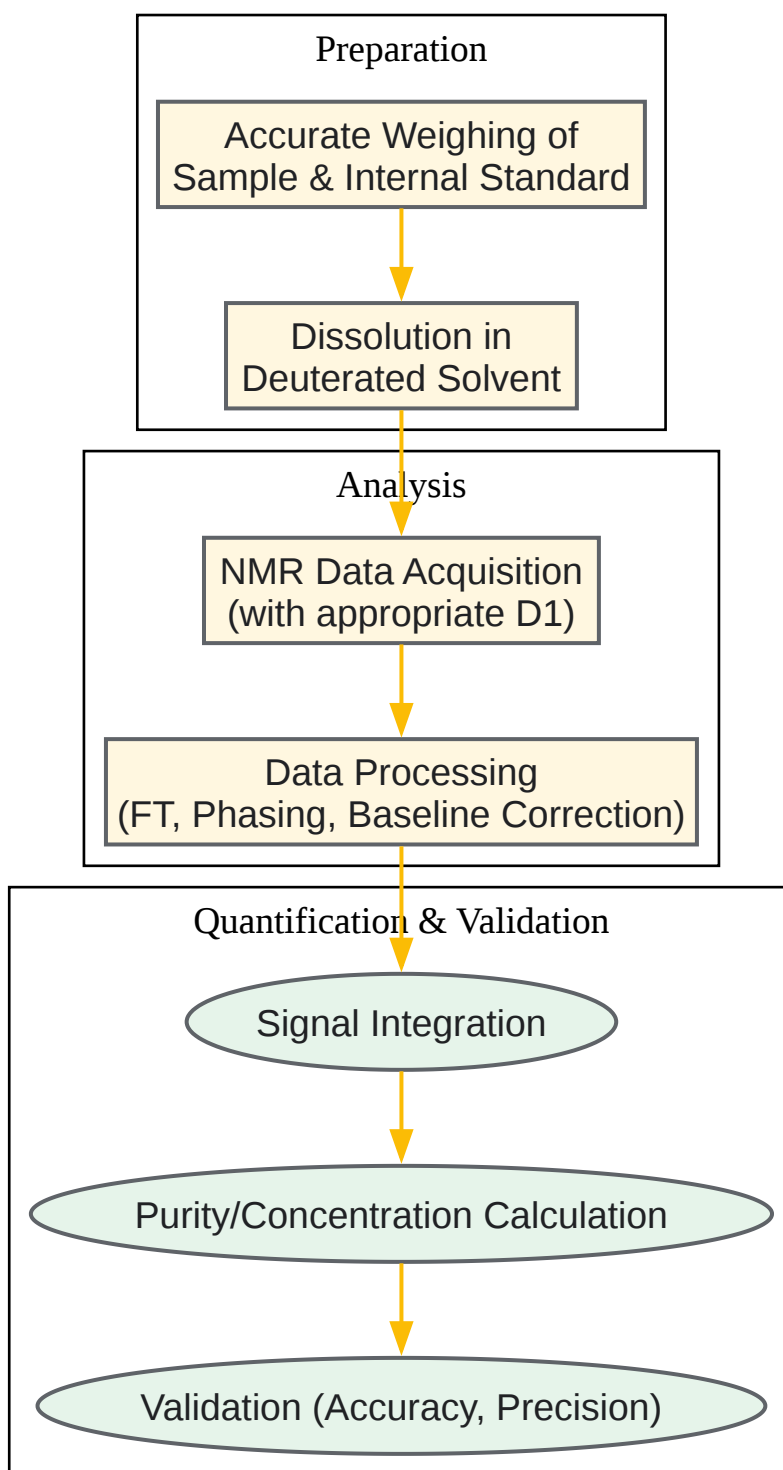 Preparation
Accurate Weighing of
Sample & Internal Standard
Dissolution in
Deuterated Solvent
Analysis
NMR Data Acquisition
(with appropriate D1)
Data Processing
(FT, Phasing, Baseline Correction)
Quantification & Validation
Signal Integration
Purity/Concentration Calculation
Validation (Accuracy, Precision)